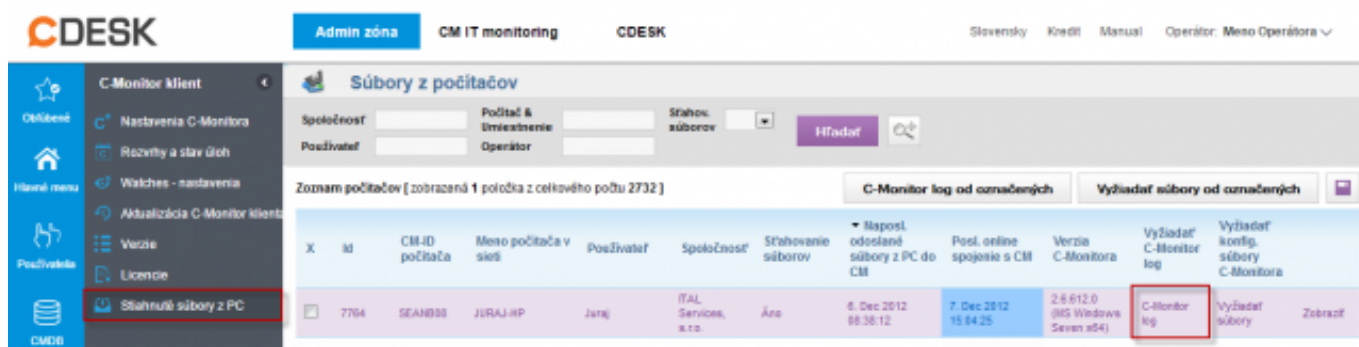 CDESK
Admin zóna
CM IT monitoring
CDESK
Slovensky
Kredit
Manual
Operátor: Meno Operátora
Obľúbené
Hlavné menu
Používatelia
CMDB
C-Monitor klient
Nastavenia C-Monitora
Rozvrhy a stav úloh
Watches - nastavenia
Aktualizácia C-Monitor klienta
Verzie
Licencie
Stiahnuté súbory z PC
Súbory z počítačov
Spoločnosť
Počítač & Umiestnenie
Sťahov. súborov
Používateľ
Operátor
Hľadať
Zoznam počítačov [ zobrazená 1 položka z celkového počtu 2732 ]
C-Monitor log od označených
Vyžiadať súbory od označených
X
Id
CM-ID počítača
Meno počítača v sieti
Používateľ
Spoločnosť
Sťahovanie súborov
Naposl. odoslané súbory z PC do CM
Posl. online spojenie s CM
Verzia C-Monitora
Vyžiadať C-Monitor log
Vyžiadať konfig. súbory C-Monitora
7764
SEANB08
JURAJ-HP
Juraj
ITAL Services, s.r.o.
Áno
6. Dec 2012 08:38:12
7. Dec 2012 15:04:25
2.6.612.0 (MS Windows Seven x64)
C-Monitor log
Vyžiadať súbory
Zobraziť